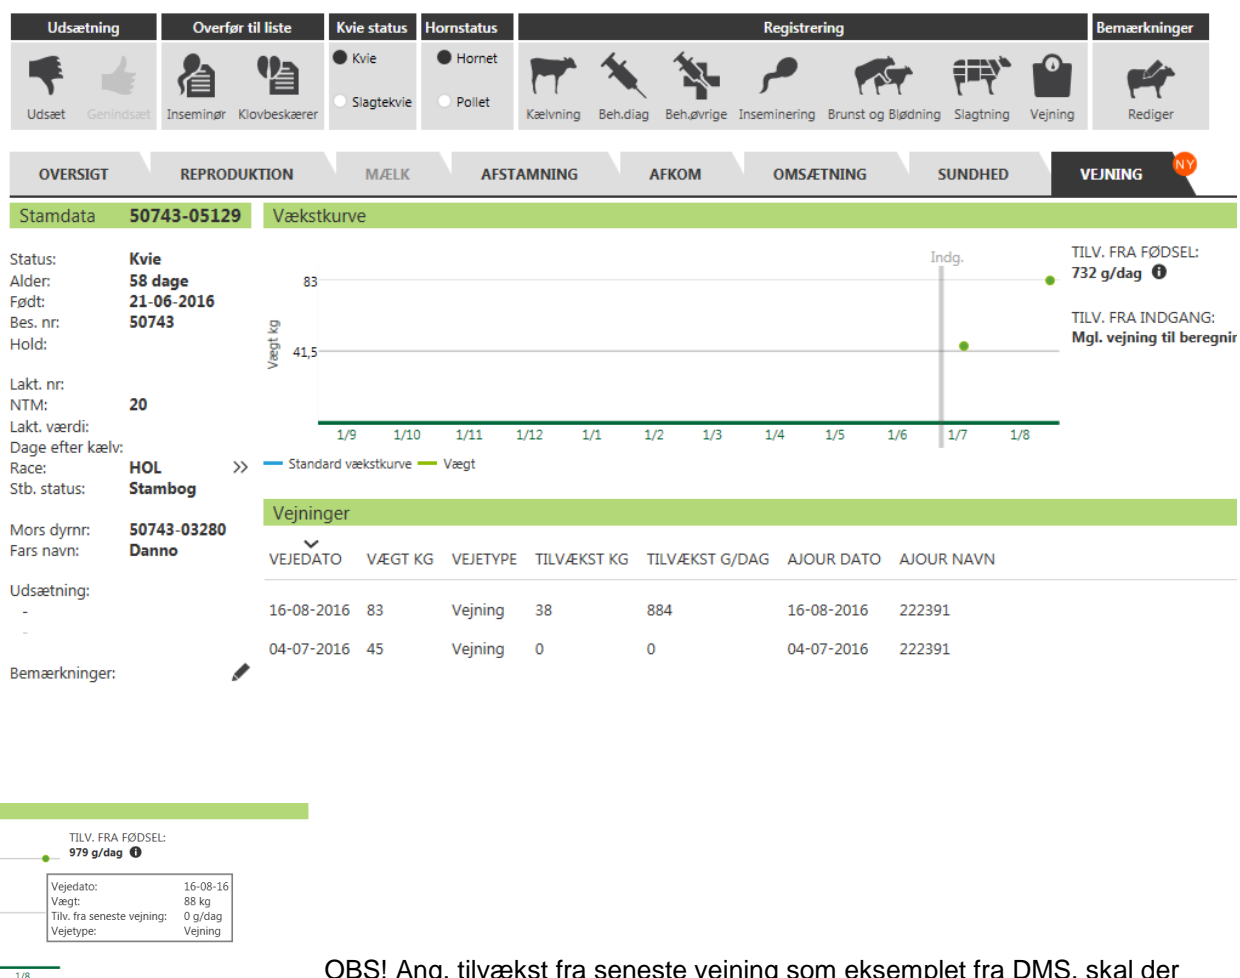 Udsætning Overfør til liste Kvie status Hornstatus Registrering Bemærkninger
Kvie Hornet
Slagtekvie Pollet
Udsæt Genindsæt Inseminør Klovbeskærer Kælvning Beh.diag Beh.øvrige Inseminering Brunst og Blødning Slagtning Vejning Rediger
OVERSIGT REPRODUKTION MÆLK AFSTAMNING AFKOM OMSÆTNING SUNDHED VEJNING NY
Stamdata 50743-05129
Status: Kvie
Alder: 58 dage
Født: 21-06-2016
Bes. nr: 50743
Hold:
Lakt. nr:
NTM: 20
Lakt. værdi:
Dage efter kælv:
Race: HOL >>
Stb. status: Stambog
Mors dyrnr: 50743-03280
Fars navn: Danno
Udsætning:
-
-
Bemærkninger:
Vækstkurve
Indg.
83
Vægt kg
41,5
1/9 1/10 1/11 1/12 1/1 1/2 1/3 1/4 1/5 1/6 1/7 1/8
Standard vækstkurve Vægt
TILV. FRA FØDSEL:
732 g/dag
TILV. FRA INDGANG:
Mgl. vejning til beregnin
Vejninger
VEJEDATO VÆGT KG VEJETYPE TILVÆKST KG TILVÆKST G/DAG AJOUR DATO AJOUR NAVN
16-08-2016 83 Vejning 38 884 16-08-2016 222391
04-07-2016 45 Vejning 0 0 04-07-2016 222391
TILV. FRA FØDSEL:
979 g/dag
Vejedato: 16-08-16
Vægt: 88 kg
Tilv. fra seneste vejning: 0 g/dag
Vejetype: Vejning
1/8
OBS! Ang. tilvækst fra seneste vejning som eksemplet fra DMS, skal der